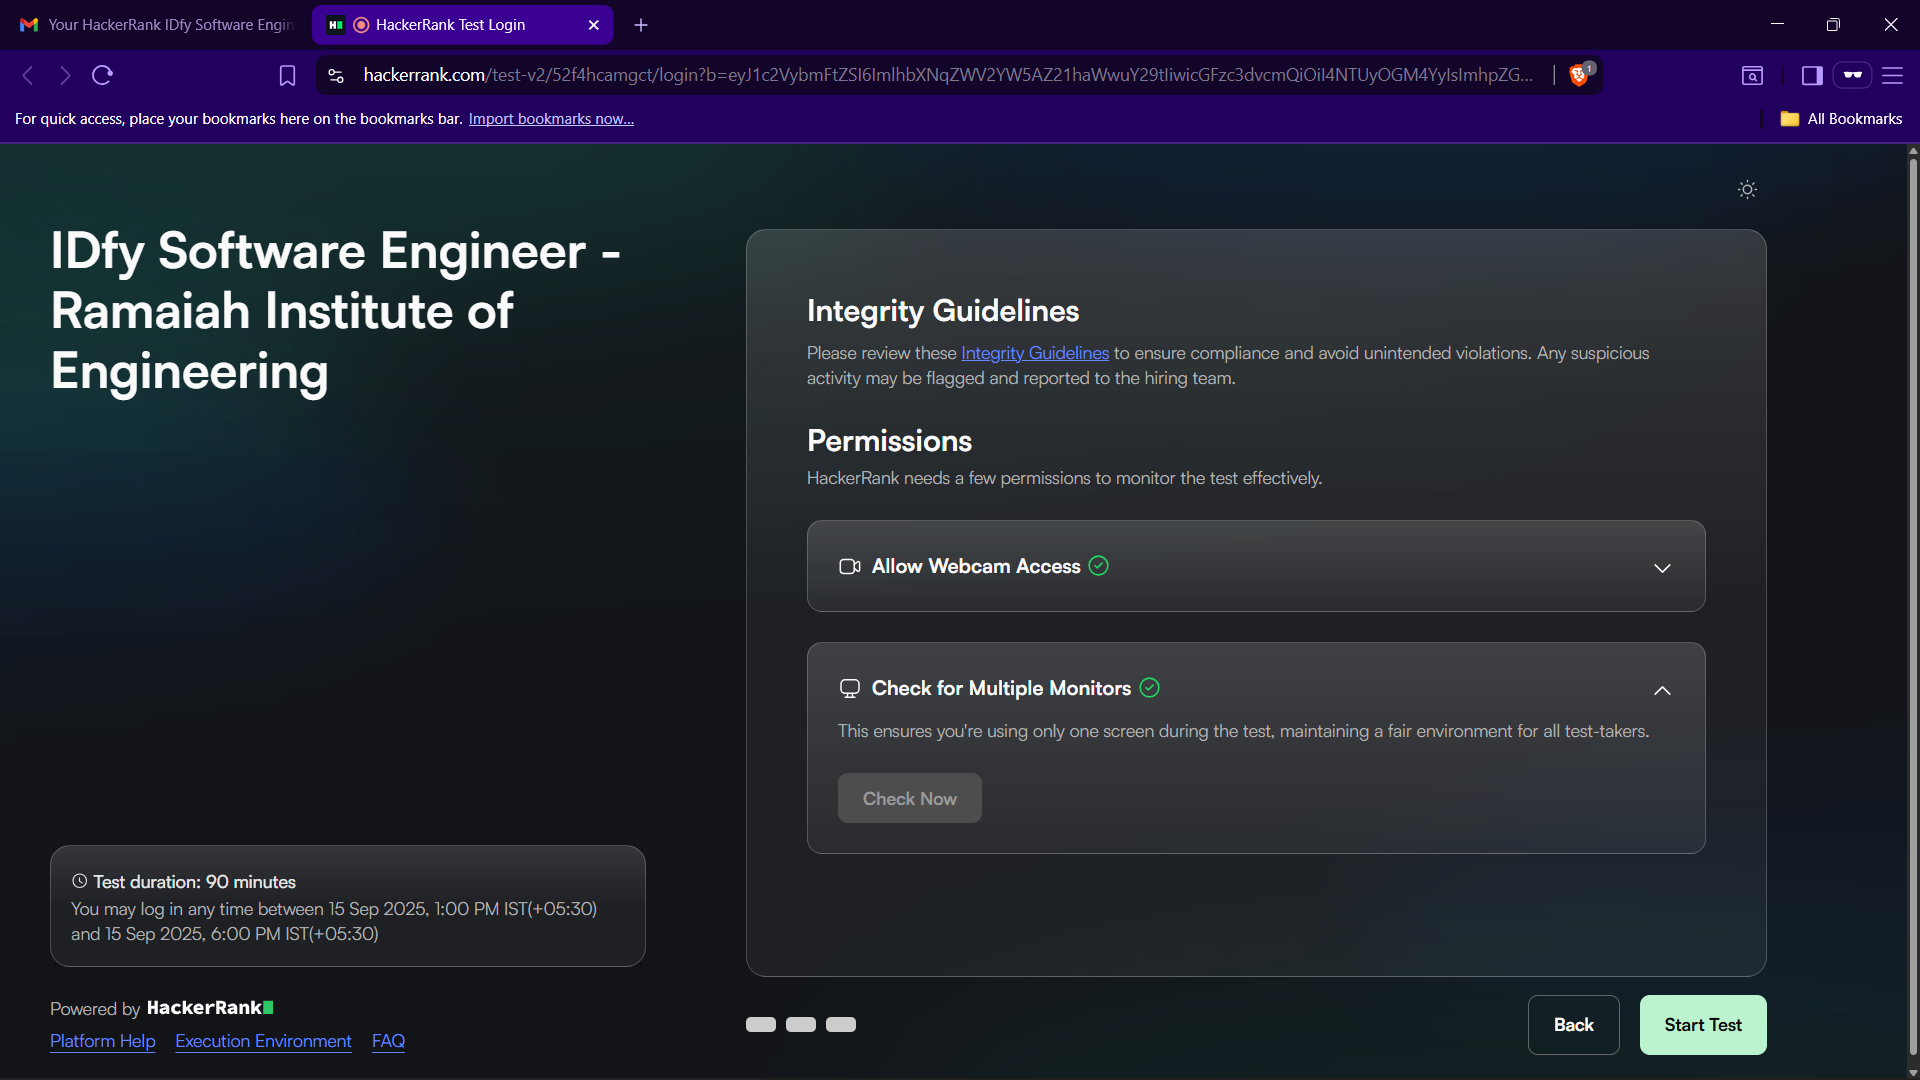 Your HackerRank IDfy Software Engin
HackerRank Test Login
hackerrank.com/test-v2/52f4hcamgct/login?b=eyJ1c2VybmFtZSI6ImlhbXNqZWV2YW5AZ21haWwuY29tIiwicGFzc3dvcmQiOiI4NTUyOGM4YyIsImhpZG...
1
For quick access, place your bookmarks here on the bookmarks bar. Import bookmarks now...
All Bookmarks
IDfy Software Engineer -
Ramaiah Institute of
Engineering
Test duration: 90 minutes
You may log in any time between 15 Sep 2025, 1:00 PM IST(+05:30)
and 15 Sep 2025, 6:00 PM IST(+05:30)
Powered by HackerRank
Platform Help Execution Environment FAQ
Integrity Guidelines
Please review these Integrity Guidelines to ensure compliance and avoid unintended violations. Any suspicious
activity may be flagged and reported to the hiring team.
Permissions
HackerRank needs a few permissions to monitor the test effectively.
Allow Webcam Access
Check for Multiple Monitors
This ensures you're using only one screen during the test, maintaining a fair environment for all test-takers.
Check Now
Back
Start Test